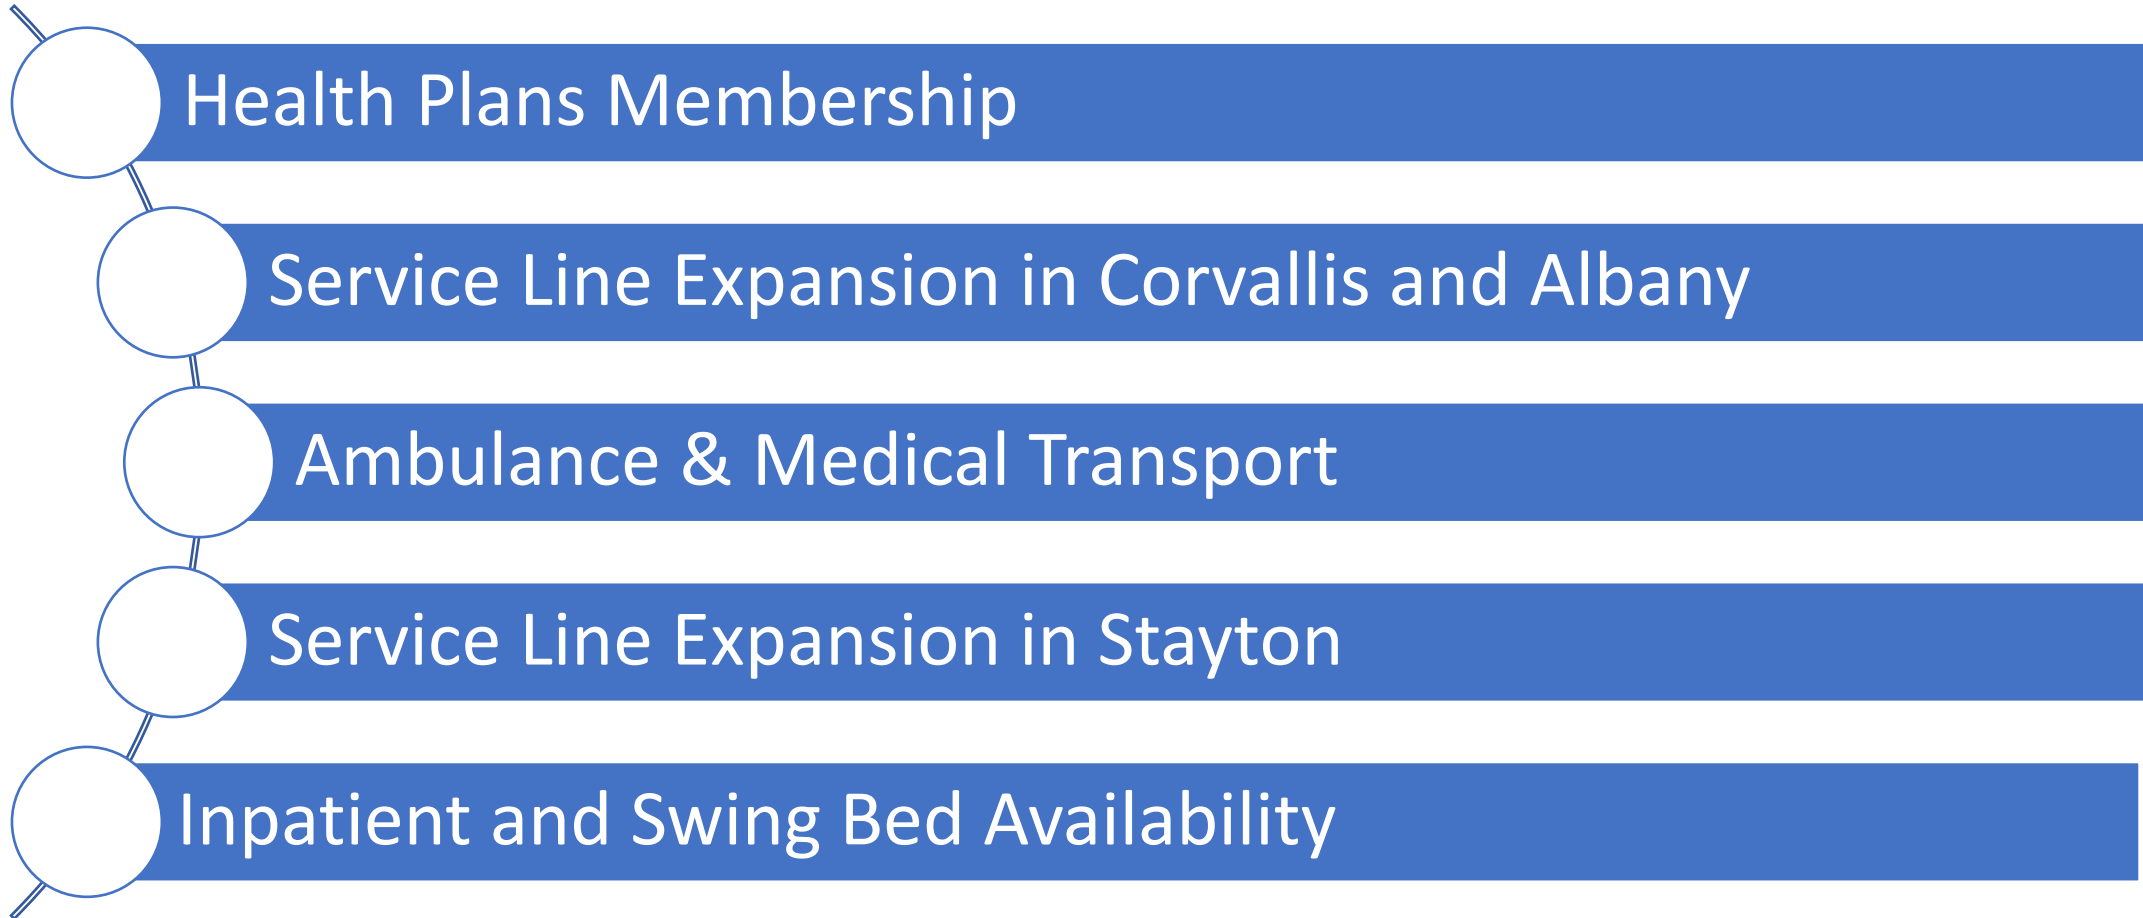 Health Plans Membership
Service Line Expansion in Corvallis and Albany
Ambulance & Medical Transport
Service Line Expansion in Stayton
Inpatient and Swing Bed Availability